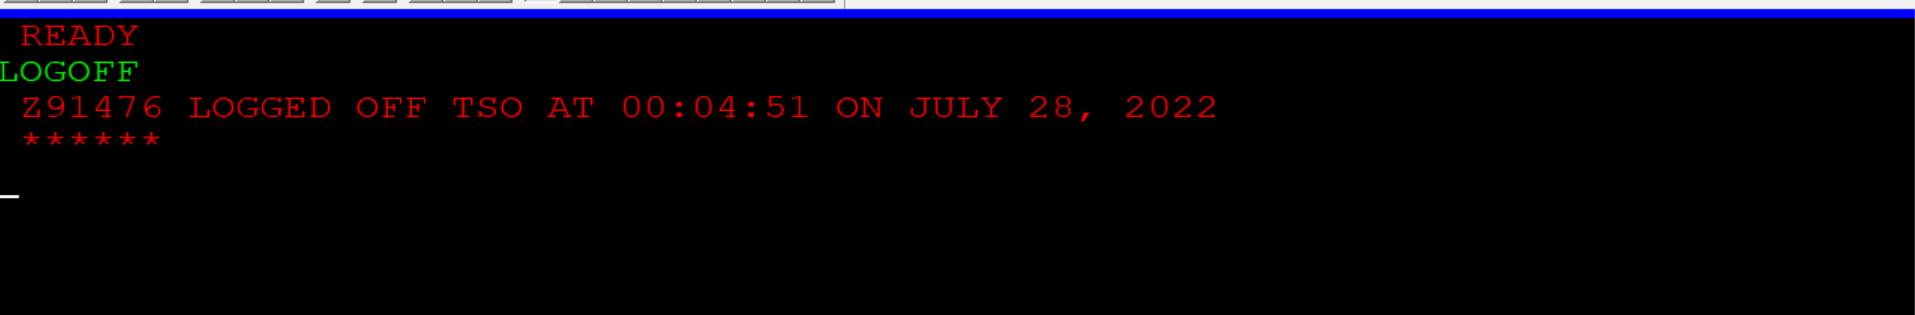 READY
LOGOFF
Z91476 LOGGED OFF TSO AT 00:04:51 ON JULY 28, 2022
******